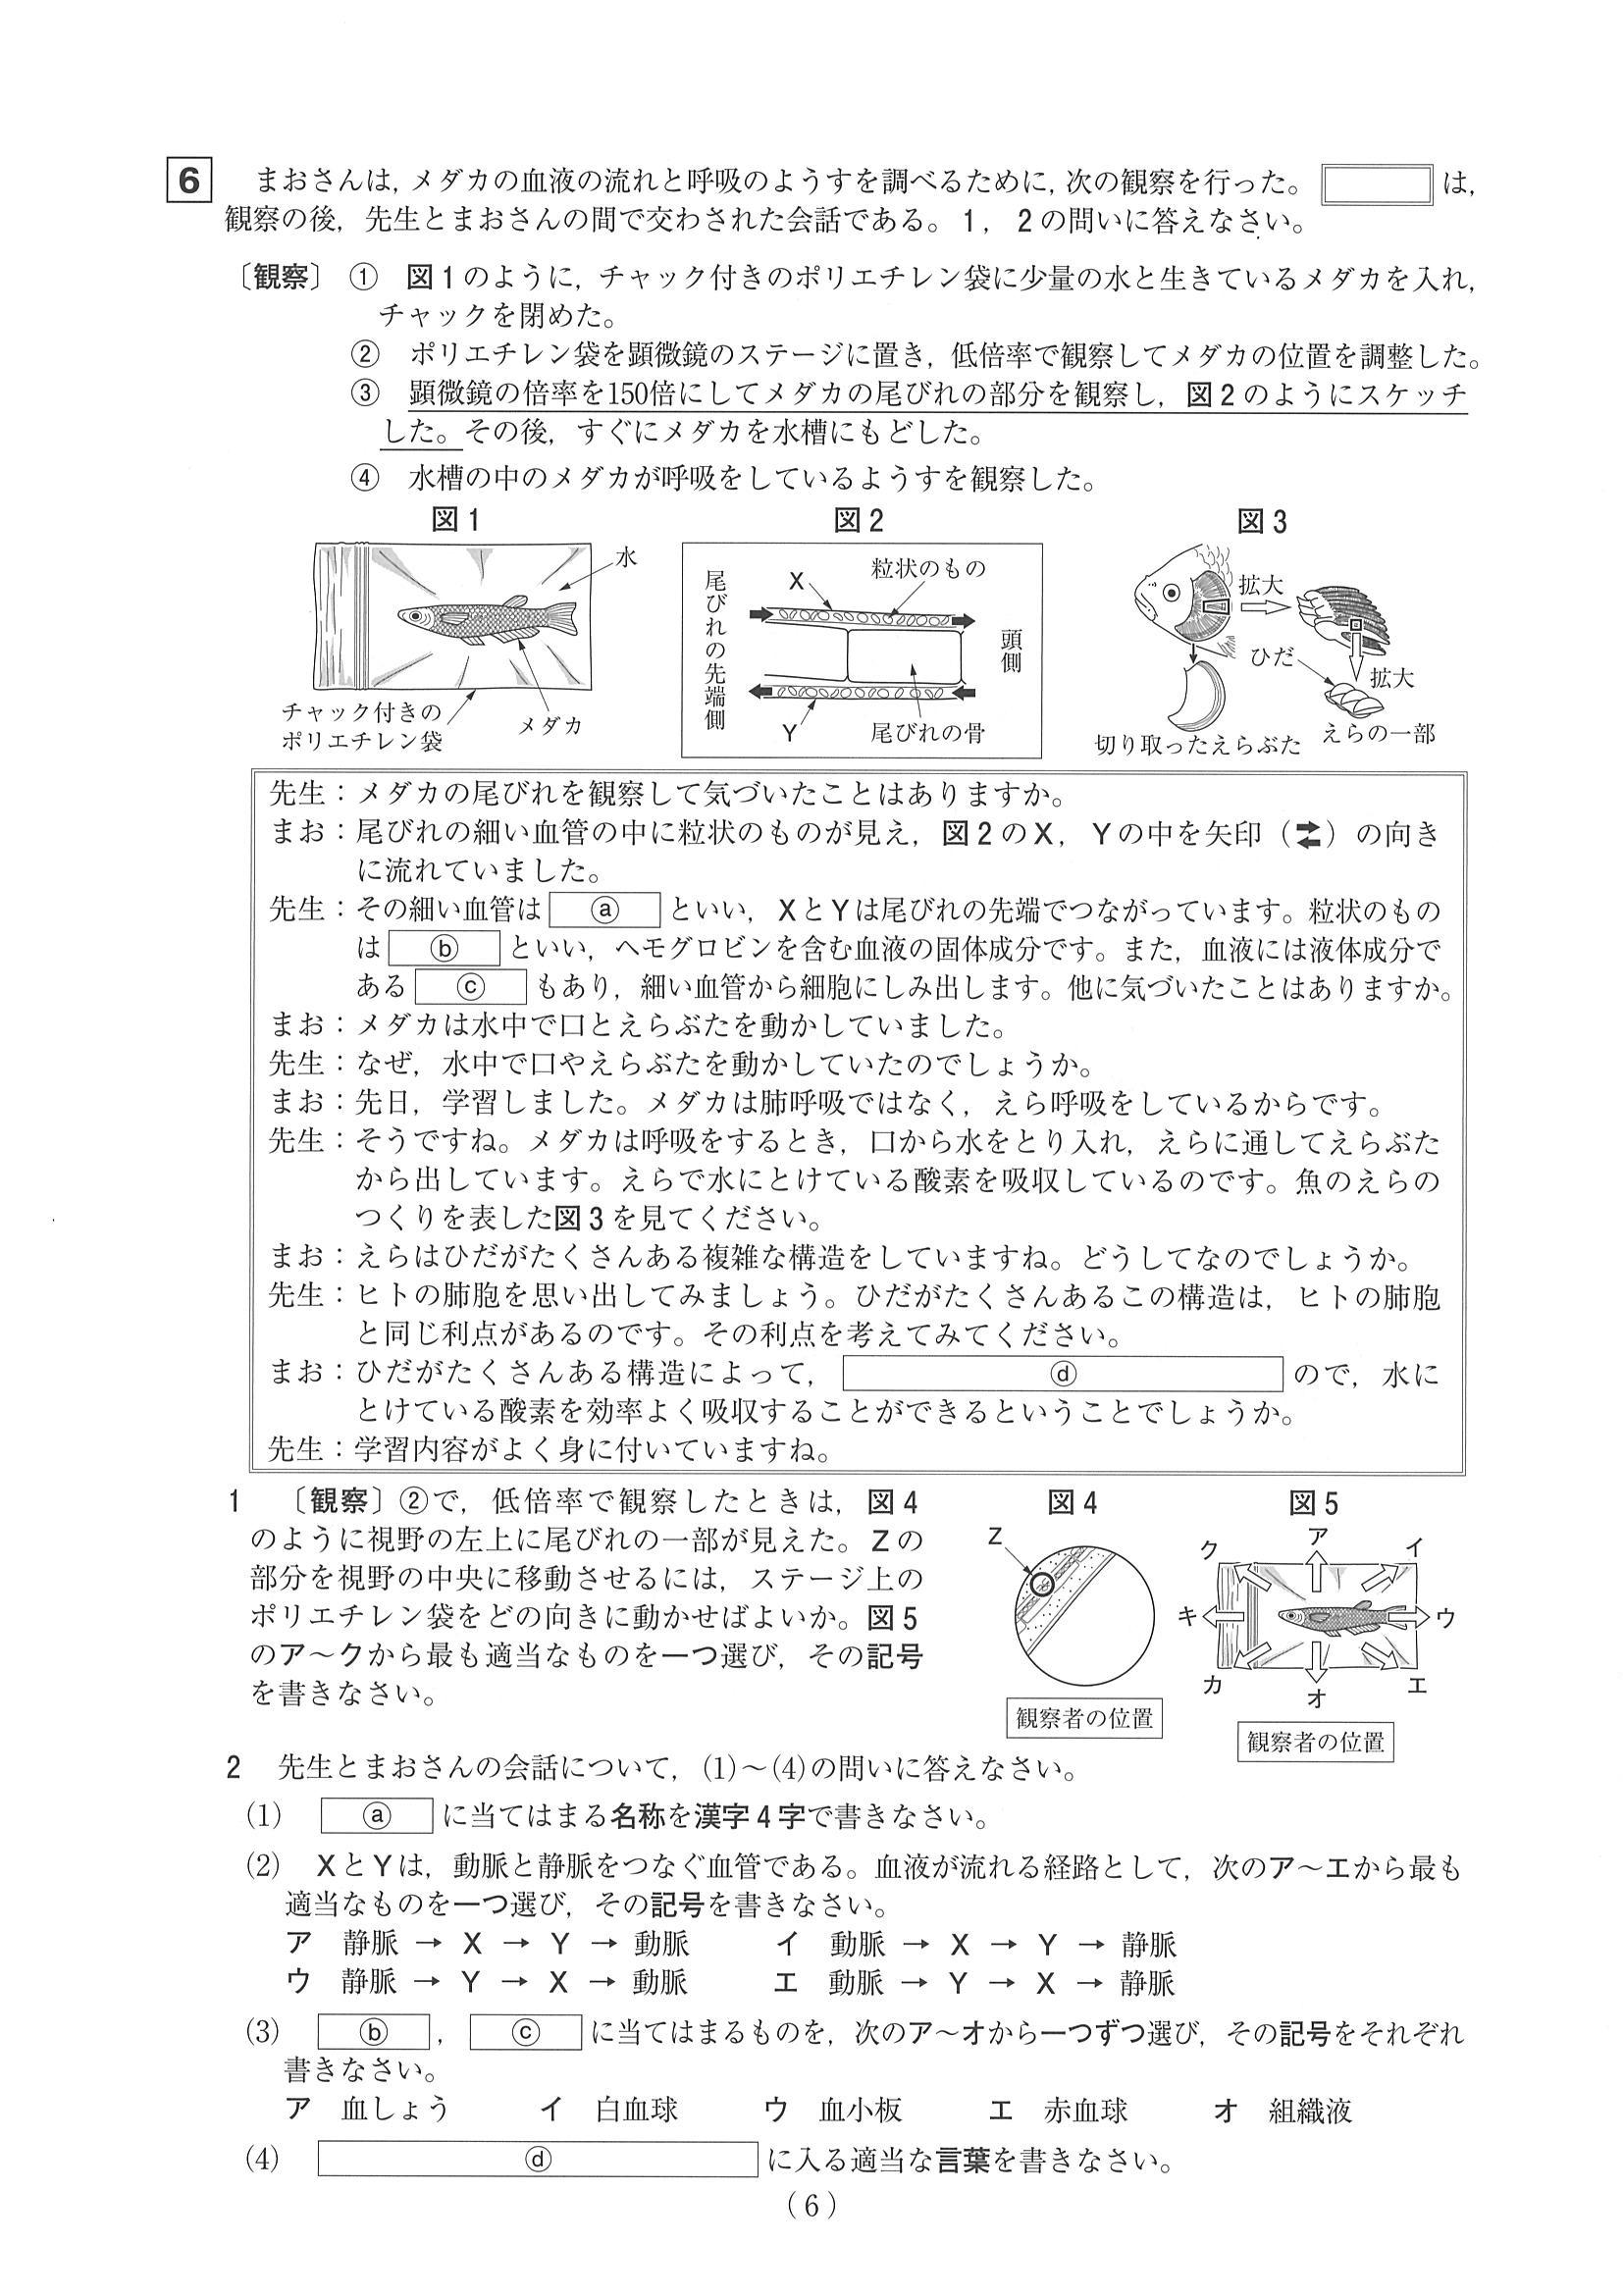 6 まおさんは，メダカの血液の流れと呼吸のようすを調べるために，次の観察を行った。 は，
観察の後，先生とまおさんの間で交わされた会話である。1，2の問いに答えなさい。
〔観察〕 ① 図1のように，チャック付きのポリエチレン袋に少量の水と生きているメダカを入れ，
チャックを閉めた。
② ポリエチレン袋を顕微鏡のステージに置き，低倍率で観察してメダカの位置を調整した。
③ 顕微鏡の倍率を150倍にしてメダカの尾びれの部分を観察し，図2のようにスケッチ
した。その後，すぐにメダカを水槽にもどした。
④ 水槽の中のメダカが呼吸をしているようすを観察した。
図1
水
チャック付きの
ポリエチレン袋
メダカ
図2
尾びれの先端側
X
粒状のもの
頭側
Y
尾びれの骨
図3
拡大
ひだ
拡大
切り取ったえらぶた
えらの一部
先生：メダカの尾びれを観察して気づいたことはありますか。
まお：尾びれの細い血管の中に粒状のものが見え，図2のX，Yの中を矢印（⇄）の向き
に流れていました。
先生：その細い血管は ⓐ といい，XとYは尾びれの先端でつながっています。粒状のもの
は ⓑ といい，ヘモグロビンを含む血液の固体成分です。また，血液には液体成分で
ある ⓒ もあり，細い血管から細胞にしみ出します。他に気づいたことはありますか。
まお：メダカは水中で口とえらぶたを動かしていました。
先生：なぜ，水中で口やえらぶたを動かしていたのでしょうか。
まお：先日，学習しました。メダカは肺呼吸ではなく，えら呼吸をしているからです。
先生：そうですね。メダカは呼吸をするとき，口から水をとり入れ，えらに通してえらぶた
から出しています。えらで水にとけている酸素を吸収しているのです。魚のえらの
つくりを表した図3を見てください。
まお：えらはひだがたくさんある複雑な構造をしていますね。どうしてなのでしょうか。
先生：ヒトの肺胞を思い出してみましょう。ひだがたくさんあるこの構造は，ヒトの肺胞
と同じ利点があるのです。その利点を考えてみてください。
まお：ひだがたくさんある構造によって， ⓓ ので，水に
とけている酸素を効率よく吸収することができるということでしょうか。
先生：学習内容がよく身に付いていますね。
1 〔観察〕②で，低倍率で観察したときは，図4
のように視野の左上に尾びれの一部が見えた。Zの
部分を視野の中央に移動させるには，ステージ上の
ポリエチレン袋をどの向きに動かせばよいか。図5
のア～クから最も適当なものを一つ選び，その記号
を書きなさい。
図4
Z
観察者の位置
図5
ク
ア
イ
キ
ウ
カ
オ
エ
観察者の位置
2 先生とまおさんの会話について，(1)～(4)の問いに答えなさい。
(1) ⓐ に当てはまる名称を漢字4字で書きなさい。
(2) XとYは，動脈と静脈をつなぐ血管である。血液が流れる経路として，次のア～エから最も
適当なものを一つ選び，その記号を書きなさい。
ア 静脈 → X → Y → 動脈 イ 動脈 → X → Y → 静脈
ウ 静脈 → Y → X → 動脈 エ 動脈 → Y → X → 静脈
(3) ⓑ ， ⓒ に当てはまるものを，次のア～オから一つずつ選び，その記号をそれぞれ
書きなさい。
ア 血しょう イ 白血球 ウ 血小板 エ 赤血球 オ 組織液
(4) ⓓ に入る適当な言葉を書きなさい。
（6）